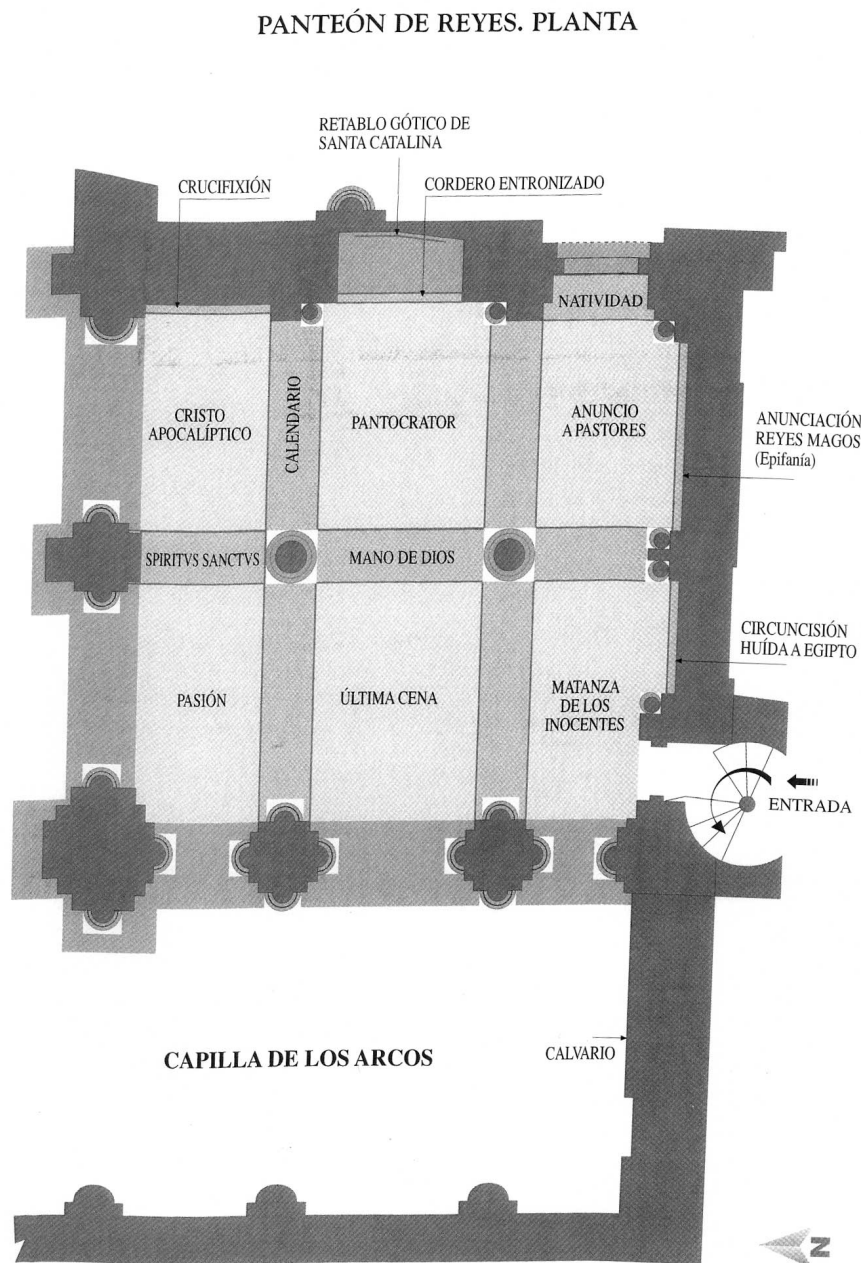 PANTEÓN DE REYES. PLANTA
RETABLO GÓTICO DE
SANTA CATALINA
CRUCIFIXIÓN
CORDERO ENTRONIZADO
NATIVIDAD
CRISTO
APOCALÍPTICO
CALENDARIO
PANTOCRATOR
ANUNCIO
A PASTORES
ANUNCIACIÓN
REYES MAGOS
(Epifanía)
SPIRITVS SANCTVS
MANO DE DIOS
CIRCUNCISIÓN
HUÍDA A EGIPTO
PASIÓN
ÚLTIMA CENA
MATANZA
DE LOS
INOCENTES
ENTRADA
CAPILLA DE LOS ARCOS
CALVARIO
N